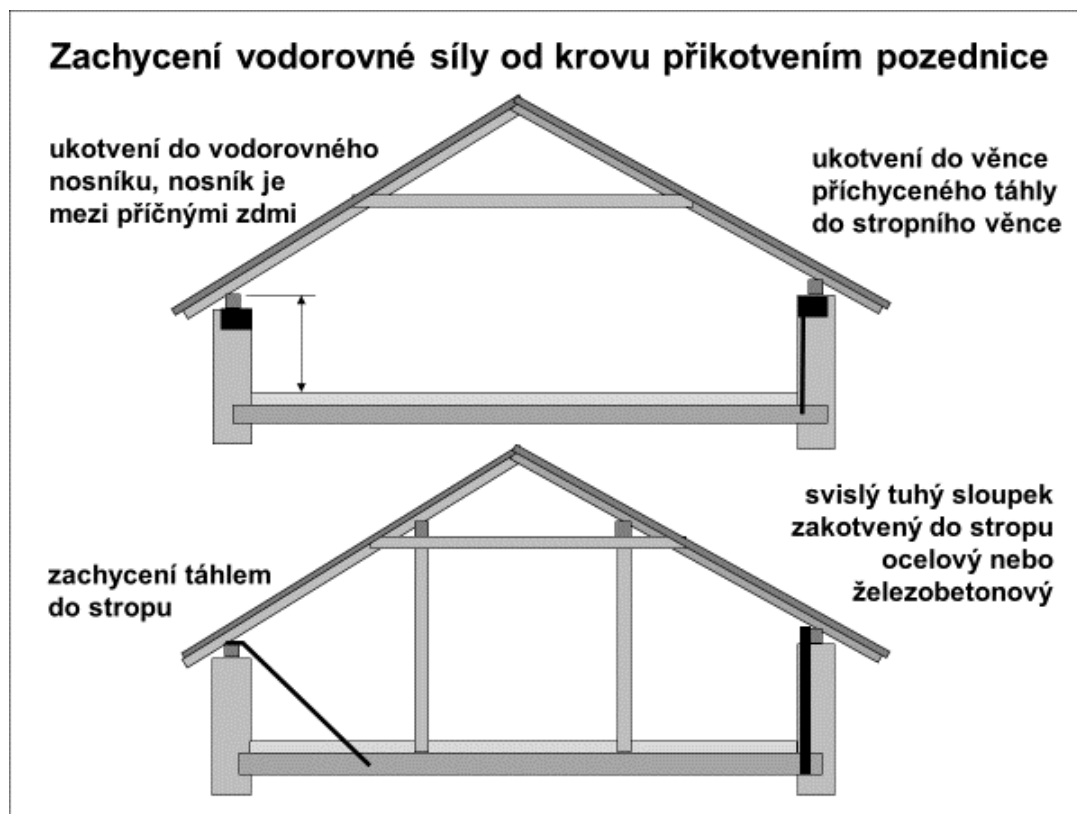 Zachycení vodorovné síly od krovu přikotvením pozednice
ukotvení do vodorovného
nosníku, nosník je
mezi příčnými zdmi
ukotvení do věnce
příchyceného táhly
do stropního věnce
zachycení táhlem
do stropu
svislý tuhý sloupek
zakotvený do stropu
ocelový nebo
železobetonový